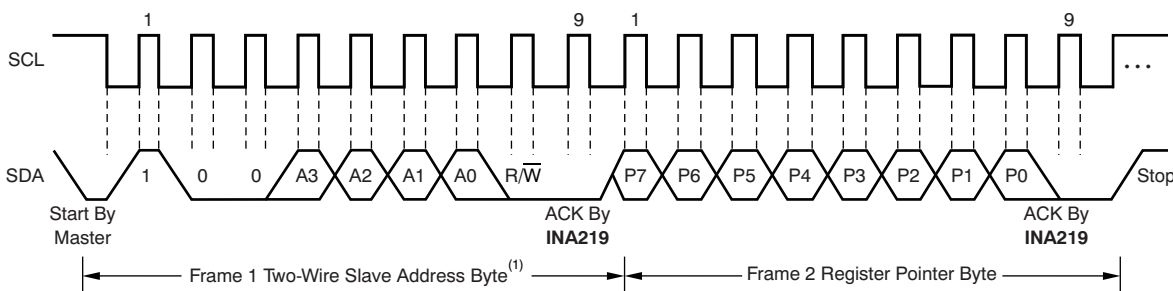 1 9 1 9
SCL ...
SDA 1 0 0 A3 A2 A1 A0 R/W̅ P7 P6 P5 P4 P3 P2 P1 P0 Stop
Start By
Master
ACK By
INA219
ACK By
INA219
Frame 1 Two-Wire Slave Address Byte(1)
Frame 2 Register Pointer Byte